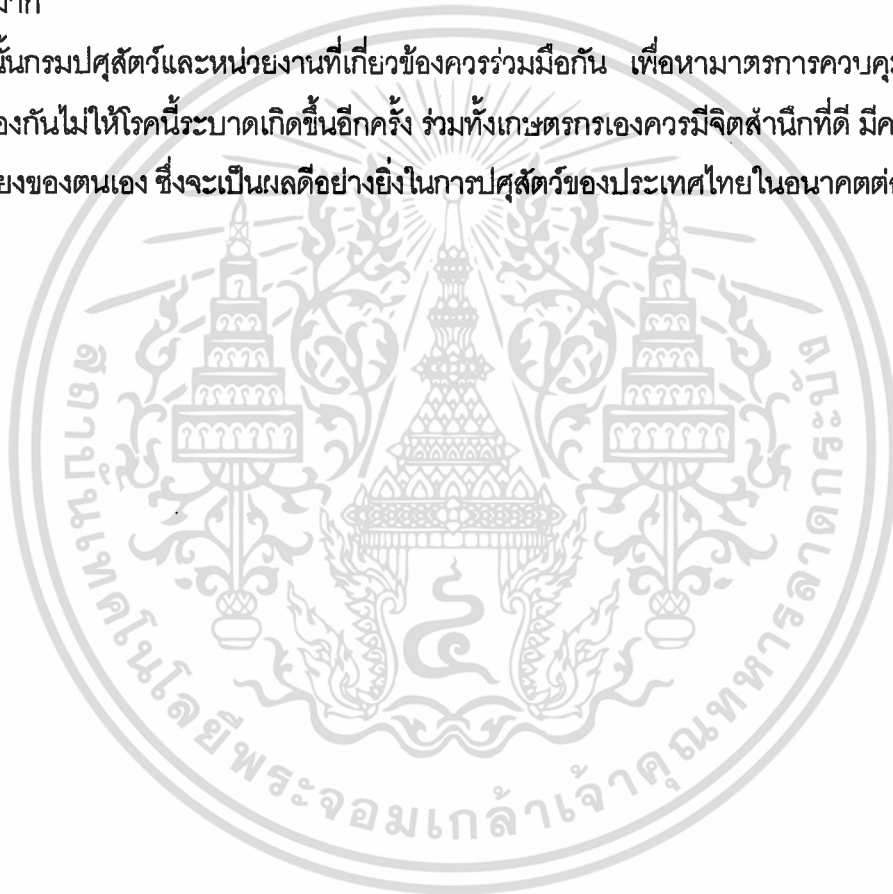 มาก
นั้นกรมปศุสัตว์และหน่วยงานที่เกี่ยวข้องควรร่วมมือกัน เพื่อหามาตรการควบคุม
องกันไม่ให้โรคนี้ระบาดเกิดขึ้นอีกครั้ง ร่วมทั้งเกษตรกรเองควรมีจิตสำนึกที่ดี มีค
ยงของตนเอง ซึ่งจะเป็นผลดีอย่างยิ่งในการปศุสัตว์ของประเทศไทยในอนาคตต่
สถาบันเทคโนโลยีพระจอมเกล้าเจ้าคุณทหารลาดกระบัง
๔